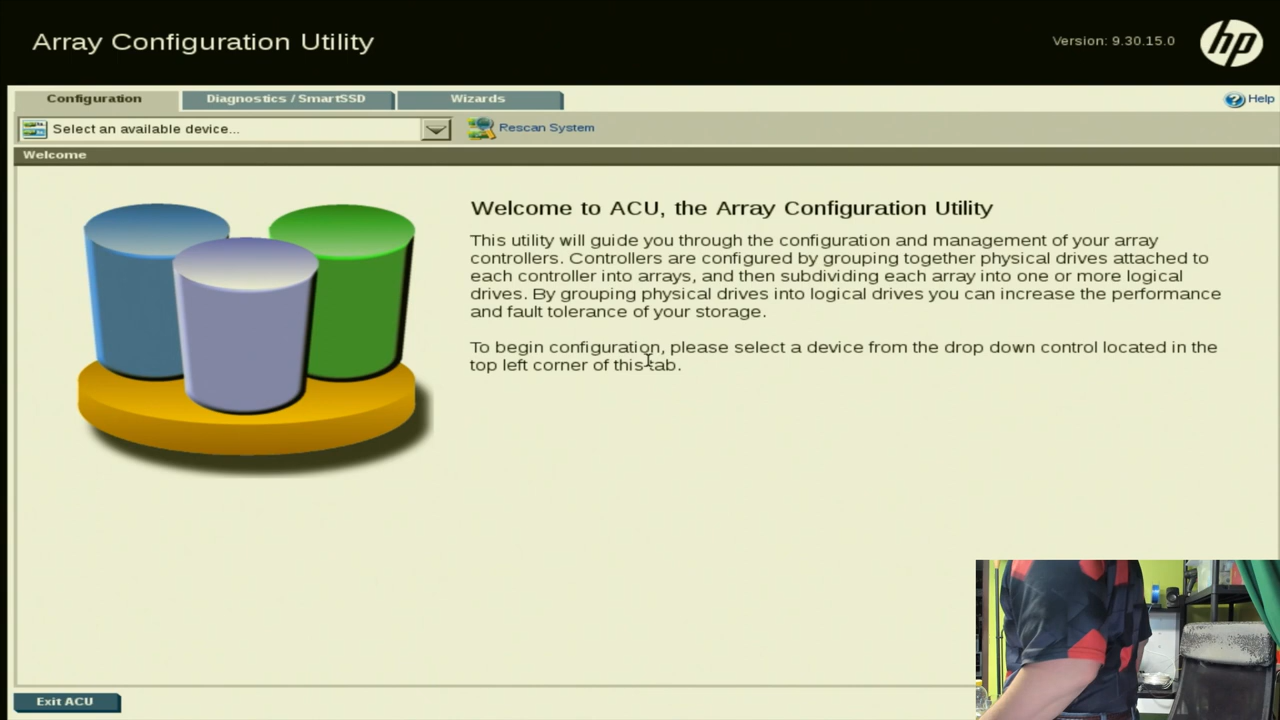 Array Configuration Utility
Version: 9.30.15.0
hp
Configuration
Diagnostics / SmartSSD
Wizards
Help
Select an available device...
Rescan System
Welcome
Welcome to ACU, the Array Configuration Utility
This utility will guide you through the configuration and management of your array
controllers. Controllers are configured by grouping together physical drives attached to
each controller into arrays, and then subdividing each array into one or more logical
drives. By grouping physical drives into logical drives you can increase the performance
and fault tolerance of your storage.
To begin configuration, please select a device from the drop down control located in the
top left corner of this tab.
Exit ACU